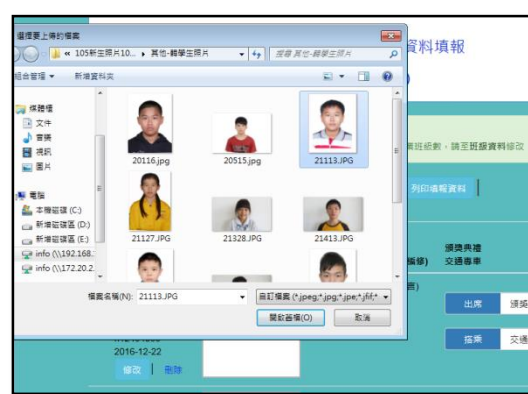 選擇要上傳的檔案
« 105新生照片10... ▸ 其他-轉學生照片
搜尋 其他-轉學生照片
組合管理 ▾ 新增資料夾
媒體櫃
文件
音樂
視訊
圖片
電腦
本機磁碟 (C:)
新增磁碟區 (D:)
新增磁碟區 (E:)
info (\\192.168.
info (\\172.20.2.
20116.jpg
20515.jpg
21113.JPG
21127.JPG
21328.JPG
21413.JPG
檔案名稱(N): 21113.JPG
自訂檔案 (*.jpeg;*.jpg;*.jpe;*.jfif;*
開啟舊檔(O)
取消
資料填報
班級數，請至班級資料修改
列印填報資料
頒獎典禮
交通專車
出席
頒獎
搭乘
交通
2016-12-22
修改
刪除